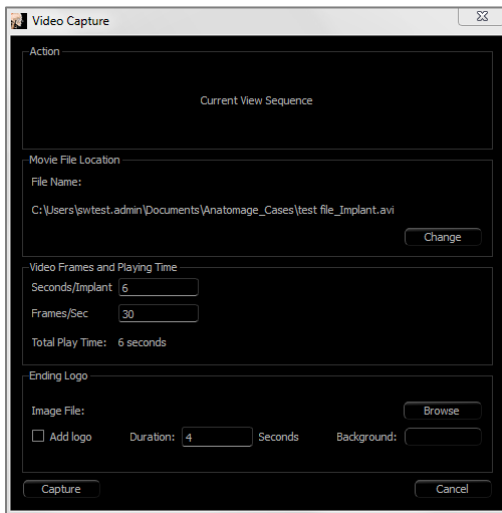 Video Capture
Action
Current View Sequence
Movie File Location
File Name:
C:\Users\swtest.admin\Documents\Anatomage_Cases\test file_Implant.avi
Change
Video Frames and Playing Time
Seconds/Implant 6
Frames/Sec 30
Total Play Time: 6 seconds
Ending Logo
Image File: Browse
Add logo Duration: 4 Seconds Background:
Capture Cancel